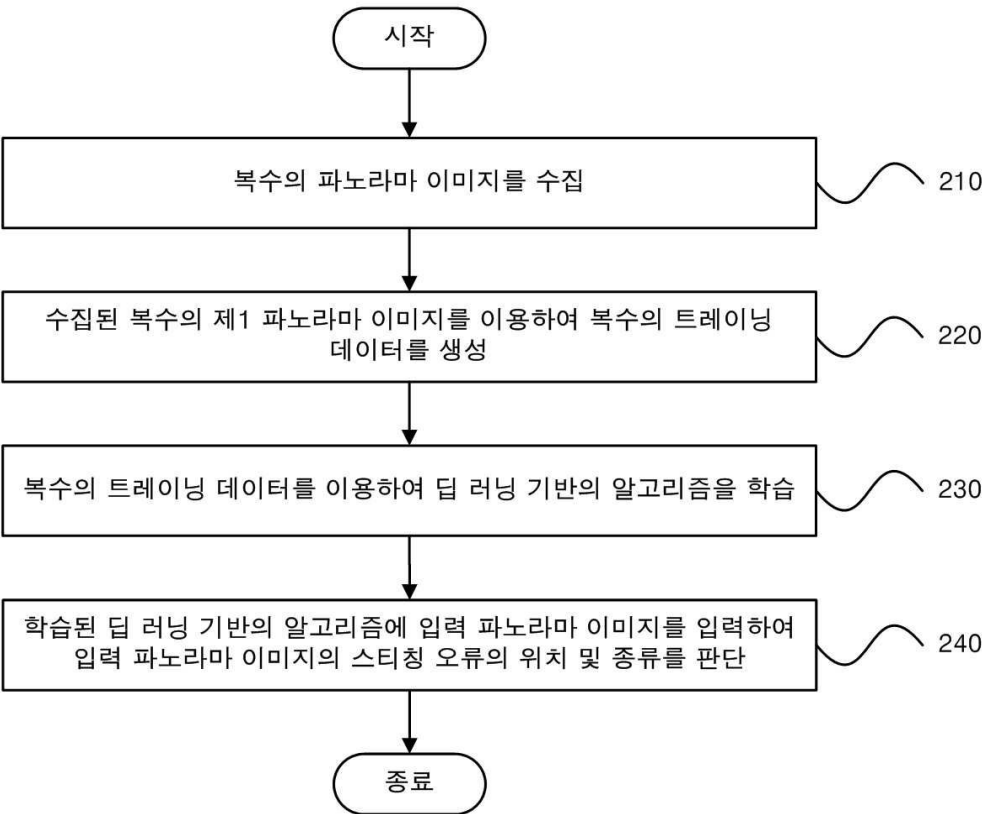 시작
복수의 파노라마 이미지를 수집
210
수집된 복수의 제1 파노라마 이미지를 이용하여 복수의 트레이닝
데이터를 생성
220
복수의 트레이닝 데이터를 이용하여 딥 러닝 기반의 알고리즘을 학습
230
학습된 딥 러닝 기반의 알고리즘에 입력 파노라마 이미지를 입력하여
입력 파노라마 이미지의 스티칭 오류의 위치 및 종류를 판단
240
종료